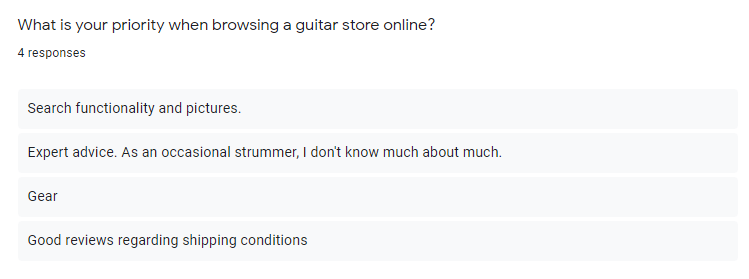 What is your priority when browsing a guitar store online?
4 responses
Search functionality and pictures.
Expert advice. As an occasional strummer, I don't know much about much.
Gear
Good reviews regarding shipping conditions